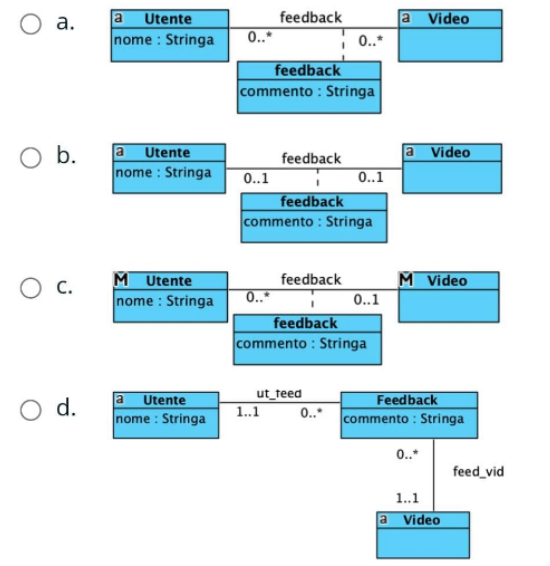 a.
a Utente
nome : Stringa
feedback
0..*
0..*
a Video
feedback
commento : Stringa
b.
a Utente
nome : Stringa
feedback
0..1
0..1
a Video
feedback
commento : Stringa
c.
M Utente
nome : Stringa
feedback
0..*
0..1
M Video
feedback
commento : Stringa
d.
a Utente
nome : Stringa
ut_feed
1..1
0..*
Feedback
commento : Stringa
0..*
feed_vid
1..1
a Video